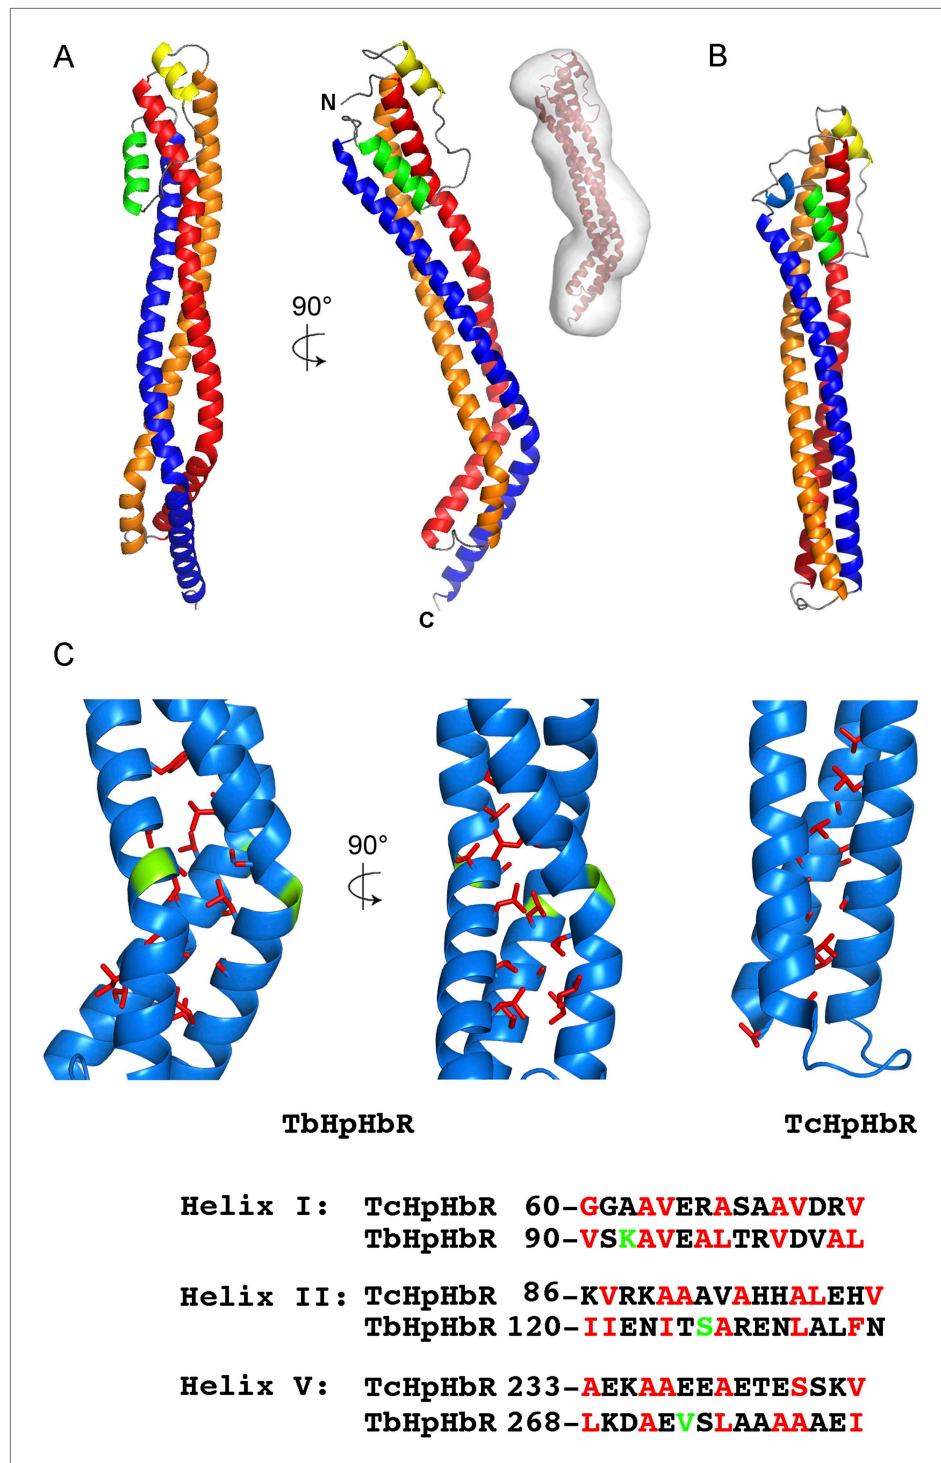 A
B
N
90°
C
C
90°
TbHpHbR
TcHpHbR
Helix I: TcHpHbR 60-GGAAVERASAAVDRV
TbHpHbR 90-VSKAVEALTRVDVAL
Helix II: TcHpHbR 86-KVRKAAAVAHHALEHV
TbHpHbR 120-IIENITSARENLALFN
Helix V: TcHpHbR 233-AEKAAEEAETESSKV
TbHpHbR 268-LKDAEVSLAAAAAEI